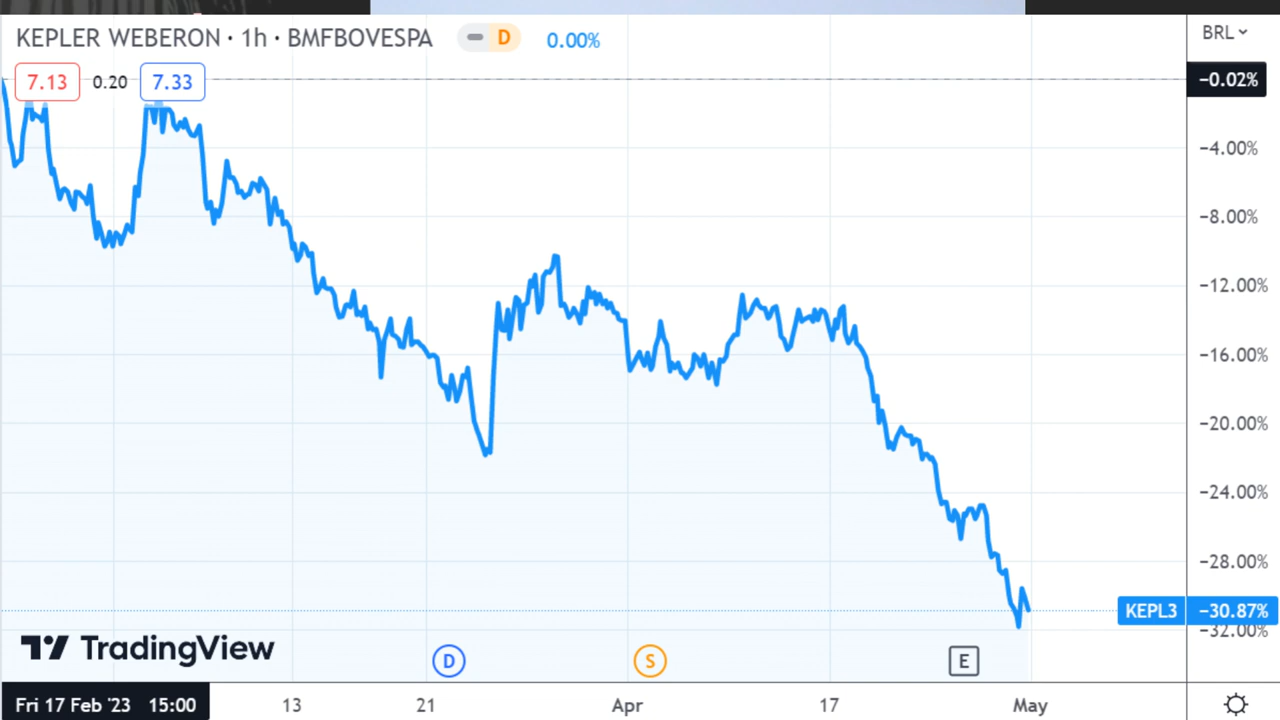 KEPLER WEBERON · 1h · BMFBOVESPA
D
0.00%
BRL
7.13
0.20
7.33
−0.02%
−4.00%
−8.00%
−12.00%
−16.00%
−20.00%
−24.00%
−28.00%
KEPL3
−30.87%
−32.00%
TradingView
D
S
E
Fri 17 Feb '23 15:00
13
21
Apr
17
May